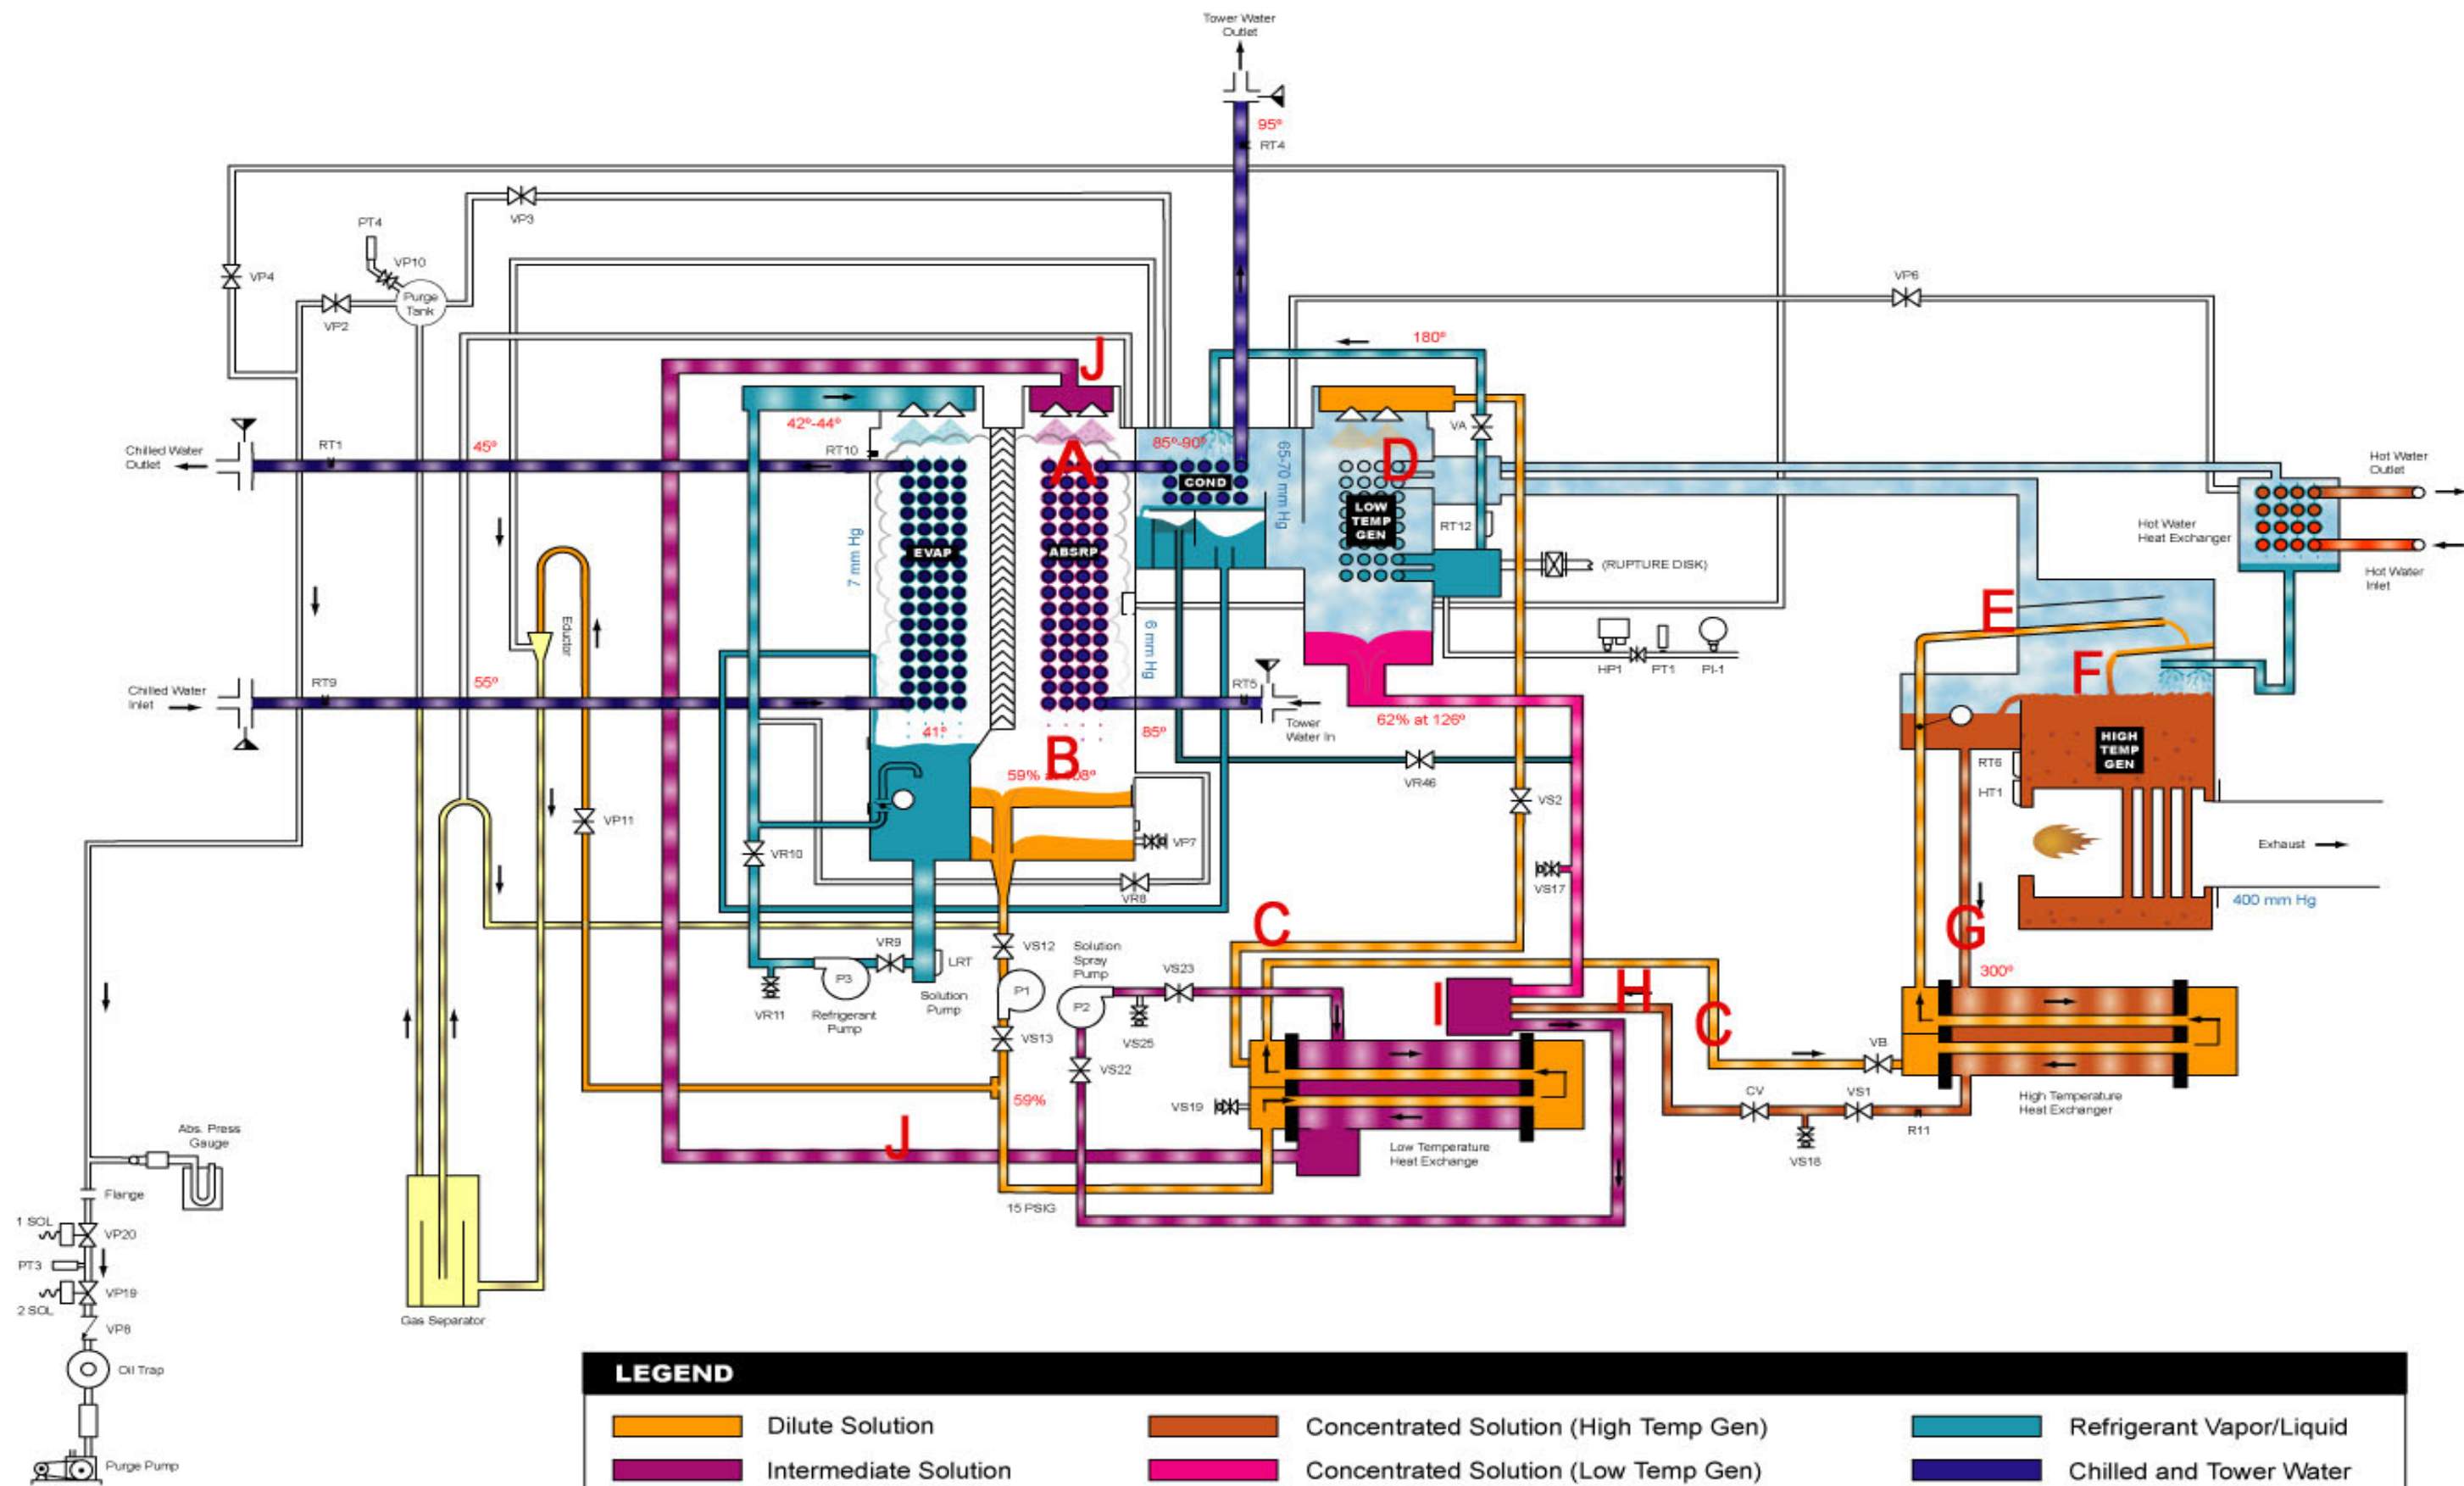 Tower Water
Outlet
95º
RT4
VP3
PT4
VP10
VP4
Purge
Tank
VP2
VP6
180º
J
42º-44º
Chilled Water
Outlet
RT1
45º
RT10
A
85º-90º
COND
65-70 mm Hg
D
VA
LOW
TEMP
GEN
RT12
Hot Water
Outlet
Hot Water
Heat Exchanger
Hot Water
Inlet
EVAP
ABSRP
7 mm Hg
(RUPTURE DISK)
Eductor
6 mm Hg
E
F
HP1
PT1
PI-1
Chilled Water
Inlet
RT9
55º
RT5
Tower
Water In
62% at 126º
41º
B
85º
59% at
HIGH
TEMP
GEN
RT6
HT1
VR46
VS2
VP11
VP7
VR10
VR8
VS17
Exhaust
400 mm Hg
C
G
300º
VR9
LRT
VS12
Solution
Spray
Pump
VS23
P3
Solution
Pump
P1
P2
I
H
C
VR11
Refrigerant
Pump
VS13
VS25
VS22
VB
59%
VS19
CV
VS1
R11
High Temperature
Heat Exchanger
VS18
J
Low Temperature
Heat Exchange
15 PSIG
Abs. Press
Gauge
Flange
1 SOL
VP20
PT3
VP19
2 SOL
VP8
Gas Separator
Oil Trap
Purge Pump
LEGEND
Dilute Solution
Concentrated Solution (High Temp Gen)
Refrigerant Vapor/Liquid
Intermediate Solution
Concentrated Solution (Low Temp Gen)
Chilled and Tower Water